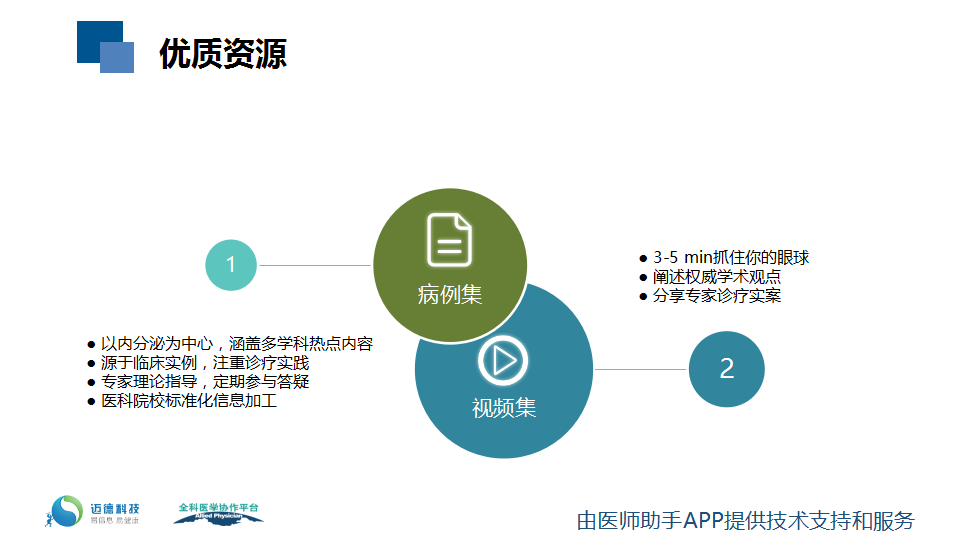 优质资源
1
病例集
● 以内分泌为中心，涵盖多学科热点内容
● 源于临床实例，注重诊疗实践
● 专家理论指导，定期参与答疑
● 医科院校标准化信息加工
● 3-5 min抓住你的眼球
● 阐述权威学术观点
● 分享专家诊疗实案
2
视频集
迈德科技
易信息 易健康
全科医学协作平台
Allied Physician
由医师助手APP提供技术支持和服务